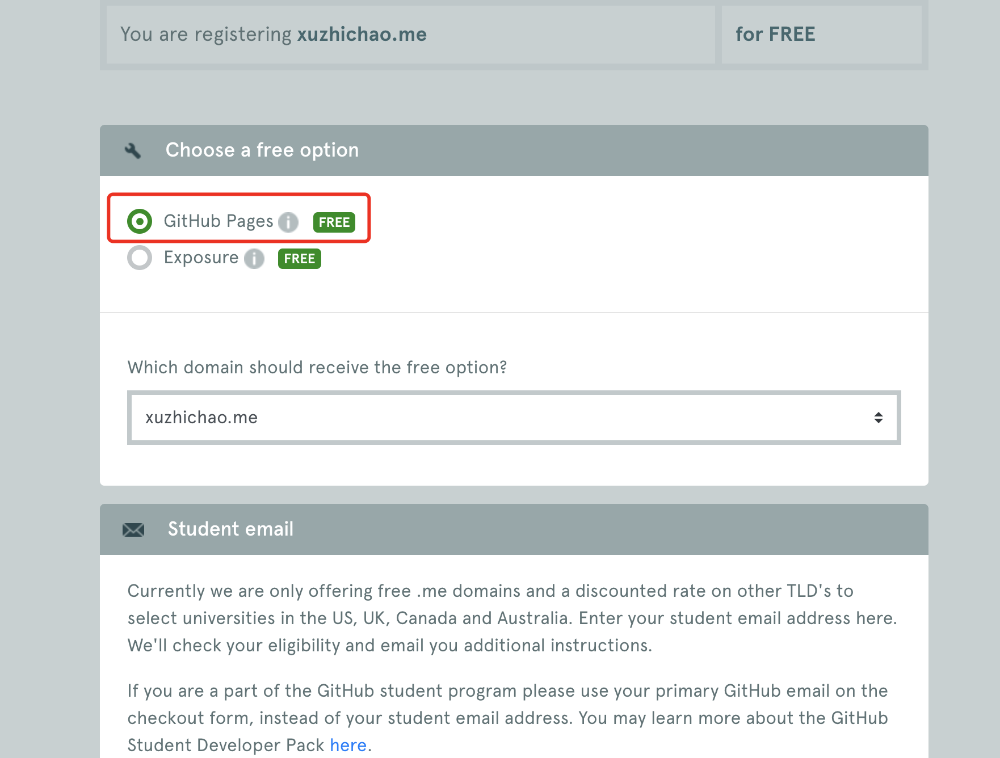 You are registering xuzhichao.me for FREE
Choose a free option
GitHub Pages i FREE
Exposure i FREE
Which domain should receive the free option?
xuzhichao.me
Student email
Currently we are only offering free .me domains and a discounted rate on other TLD's to
select universities in the US, UK, Canada and Australia. Enter your student email address here.
We'll check your eligibility and email you additional instructions.
If you are a part of the GitHub student program please use your primary GitHub email on the
checkout form, instead of your student email address. You may learn more about the GitHub
Student Developer Pack here.